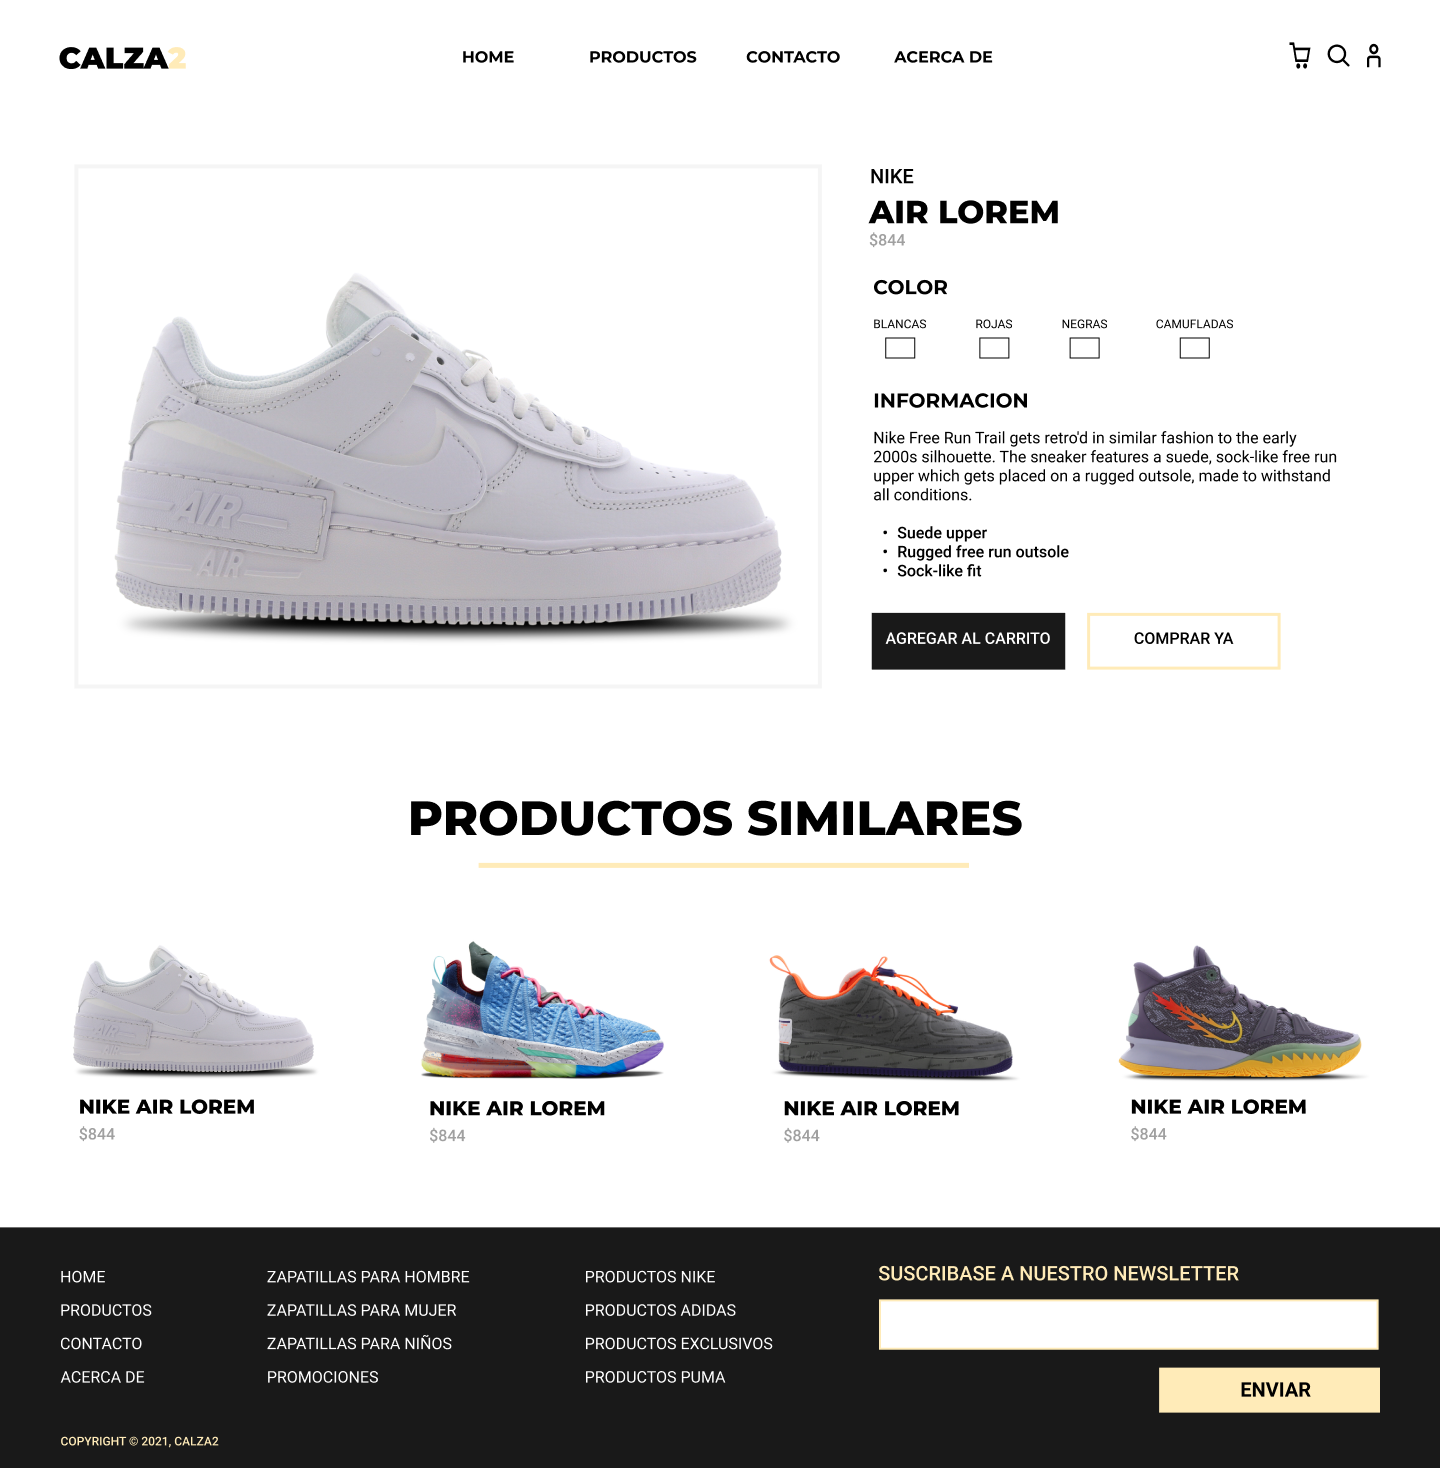 CALZA2
HOME PRODUCTOS CONTACTO ACERCA DE
NIKE
AIR LOREM
$844
COLOR
BLANCAS ROJAS NEGRAS CAMUFLADAS
INFORMACION
Nike Free Run Trail gets retro'd in similar fashion to the early
2000s silhouette. The sneaker features a suede, sock-like free run
upper which gets placed on a rugged outsole, made to withstand
all conditions.
• Suede upper
• Rugged free run outsole
• Sock-like fit
AGREGAR AL CARRITO COMPRAR YA
AIR
AIR
PRODUCTOS SIMILARES
NIKE AIR LOREM
$844
NIKE AIR LOREM
$844
NIKE AIR LOREM
$844
NIKE AIR LOREM
$844
HOME
PRODUCTOS
CONTACTO
ACERCA DE
ZAPATILLAS PARA HOMBRE
ZAPATILLAS PARA MUJER
ZAPATILLAS PARA NIÑOS
PROMOCIONES
PRODUCTOS NIKE
PRODUCTOS ADIDAS
PRODUCTOS EXCLUSIVOS
PRODUCTOS PUMA
SUSCRIBASE A NUESTRO NEWSLETTER
ENVIAR
COPYRIGHT © 2021, CALZA2